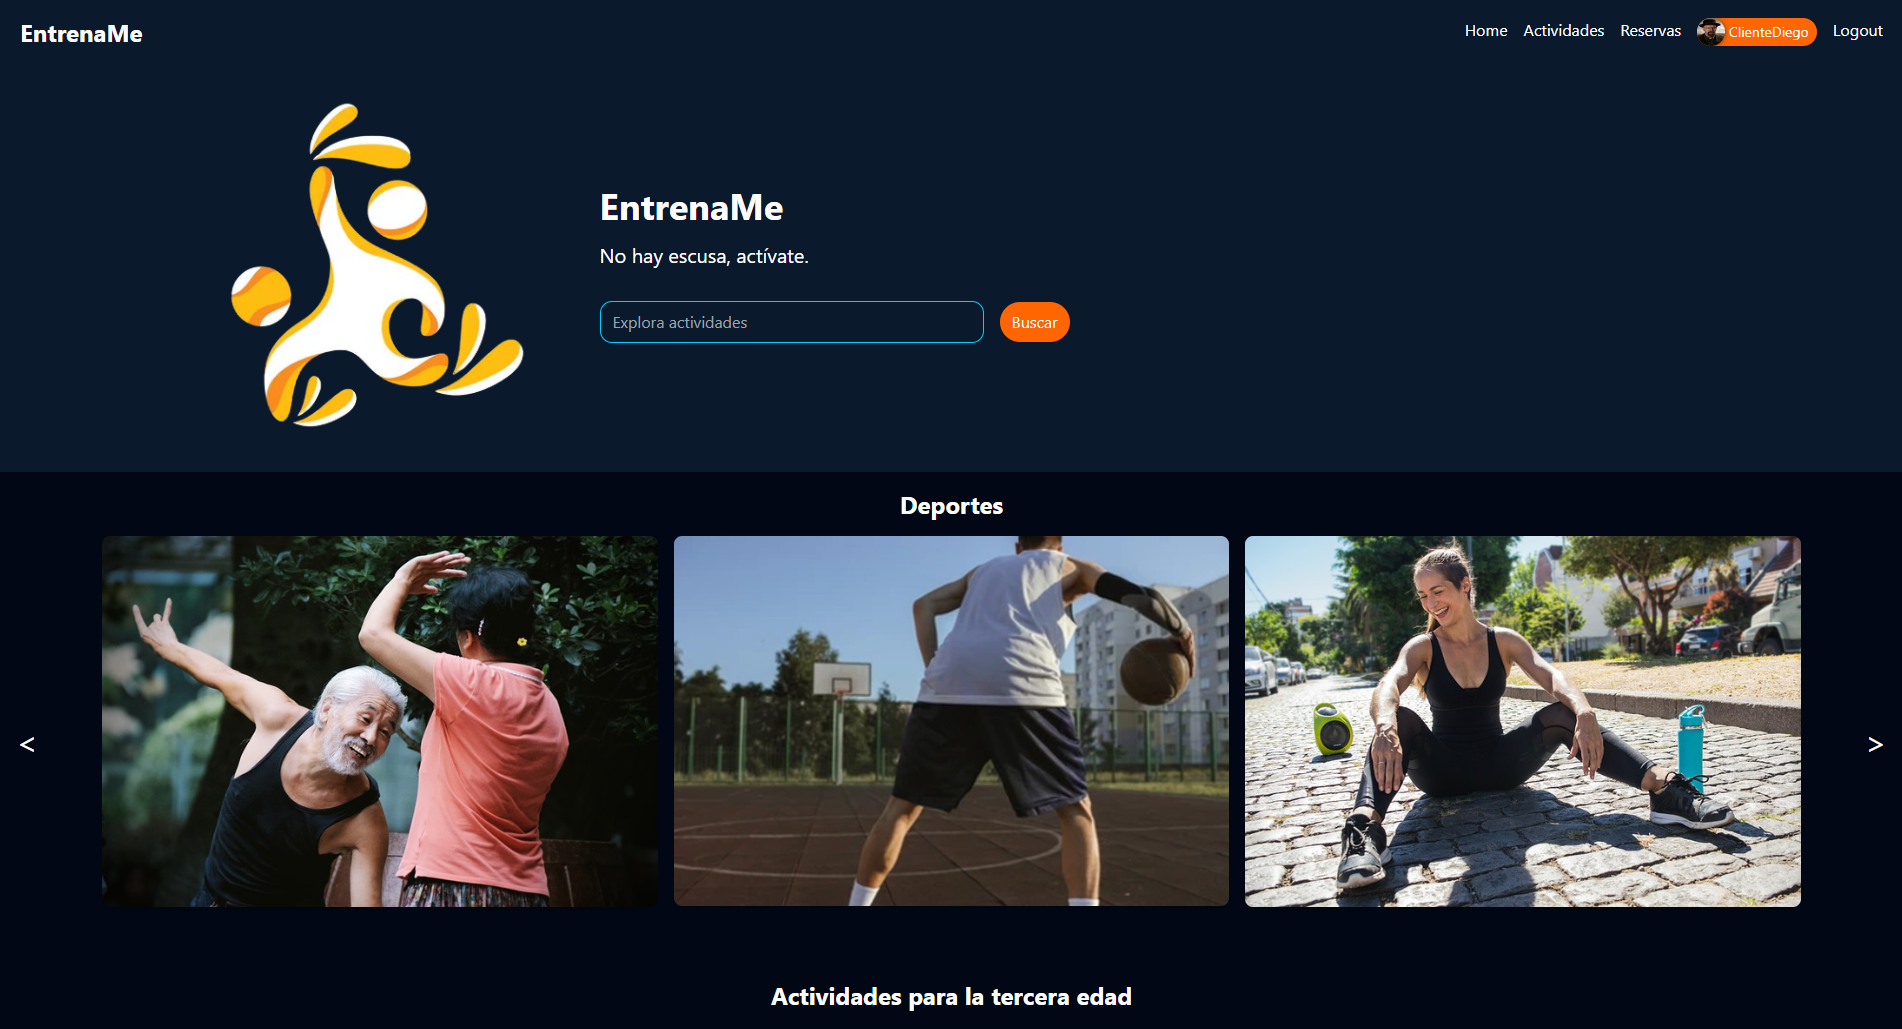 EntrenaMe
Home Actividades Reservas ClienteDiego Logout
EntrenaMe
No hay escusa, actívate.
Explora actividades Buscar
Deportes
< >
Actividades para la tercera edad